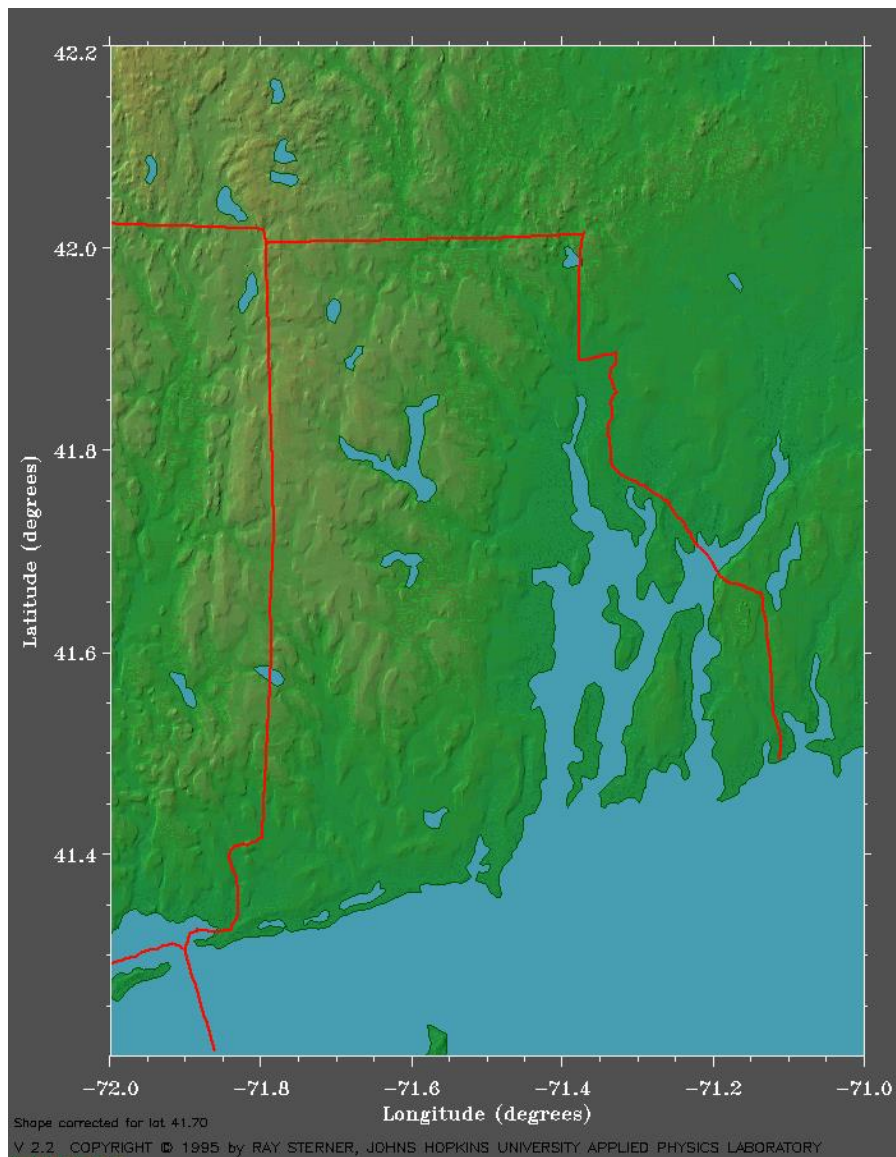 42.2
42.0
41.8
41.6
41.4
Latitude (degrees)
-72.0 -71.8 -71.6 -71.4 -71.2 -71.0
Longitude (degrees)
Shape corrected for lat 41.70
V 2.2 COPYRIGHT © 1995 by RAY STERNER, JOHNS HOPKINS UNIVERSITY APPLIED PHYSICS LABORATORY